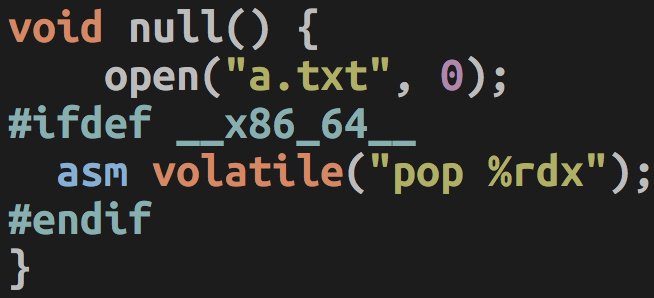 void null() {
    open("a.txt", 0);
#ifdef __x86_64__
  asm volatile("pop %rdx");
#endif
}